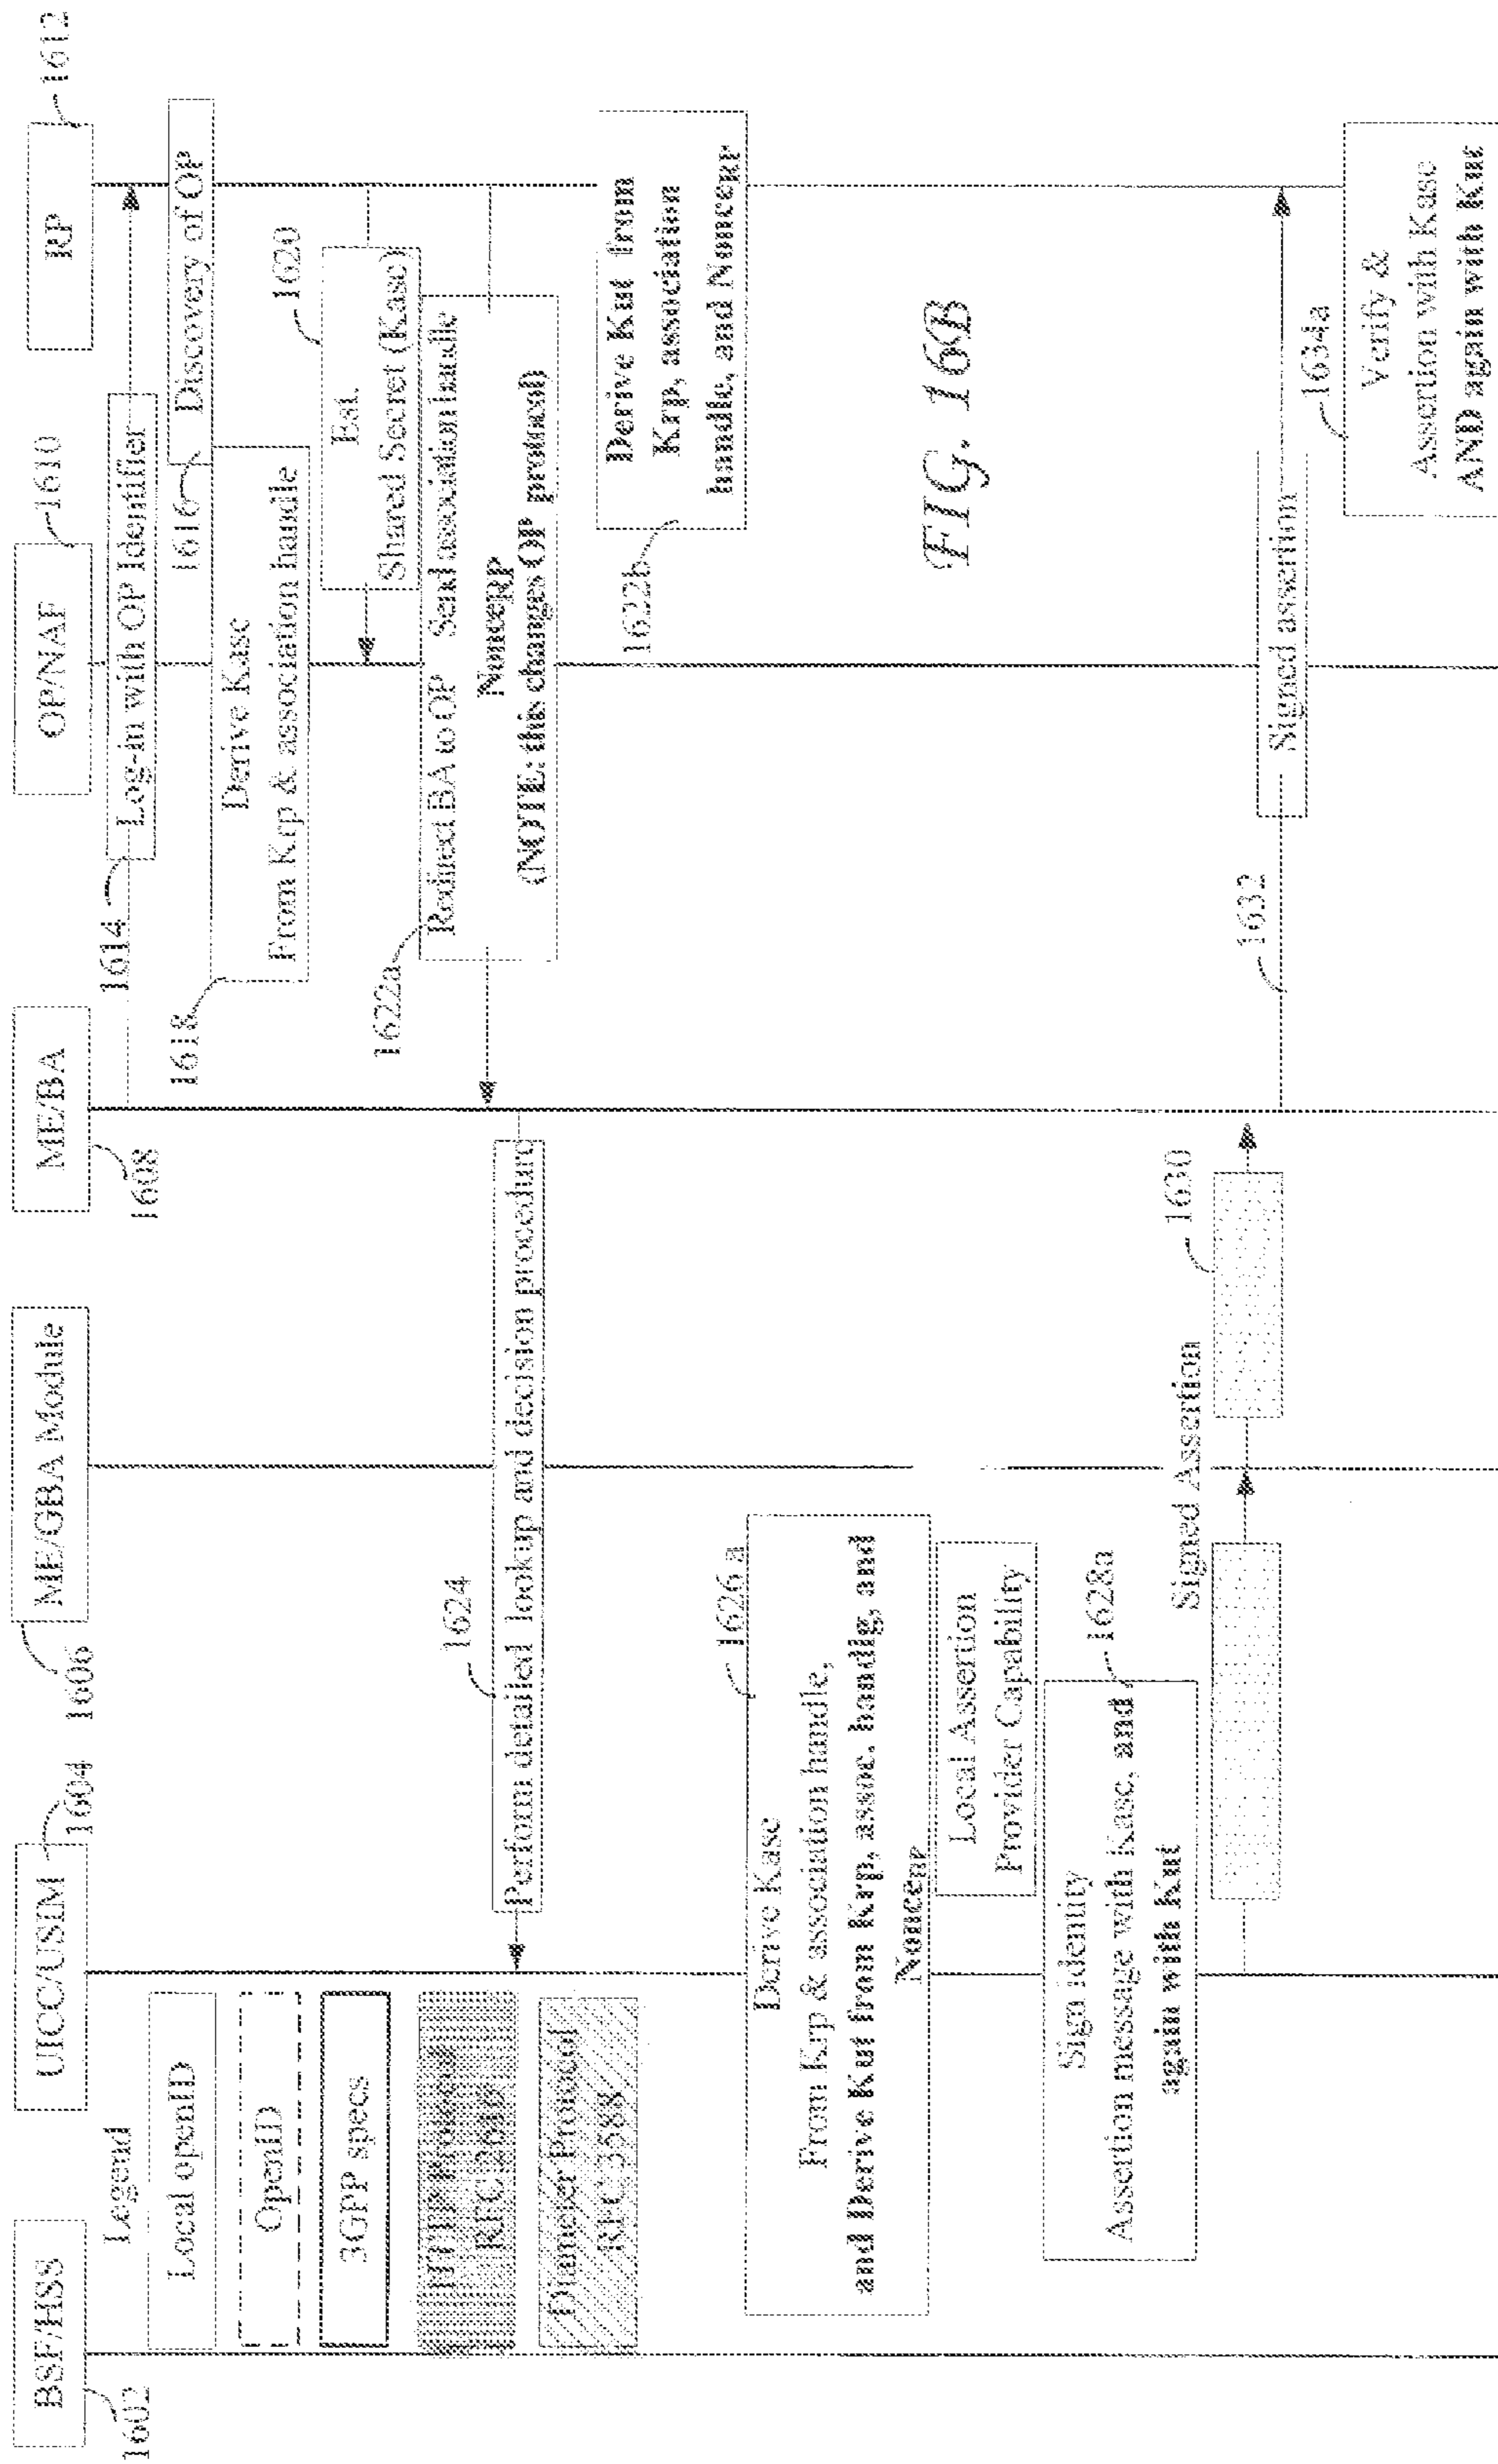 BSF/HSS
1602
UICC/USIM
1604
ME/GBA Module
1606
ME/BA
1608
OP/NAF
1610
RP
1612
Legend
Local openID
OpenID
3GPP specs
HTTP Protocol
RFC 2616
Diameter Protocol
RFC 3588
1614
Log-in with OP Identifier
1616
Discovery of OP
1618
Derive Kasc
From Krp & association handle
1620
Est.
Shared Secret (Kasc)
1622a
Redirect BA to OP Send association handle
NonceRP
(NOTE: this changes OP protocol)
1622b
Derive Kut from
Krp, association
handle, and NonceRP
1624
Perform detailed lookup and decision procedure
1626 a
Derive Kasc
From Krp & association handle,
and Derive Kut from Krp, assoc. handle, and
NonceRP
Local Assertion
Provider Capability
1628a
Sign identity
Assertion message with Kasc, and
again with Kut
Signed Assertion
1630
1632
Signed assertion
1634a
Verify &
Assertion with Kasc
AND again with Kut
FIG. 16B